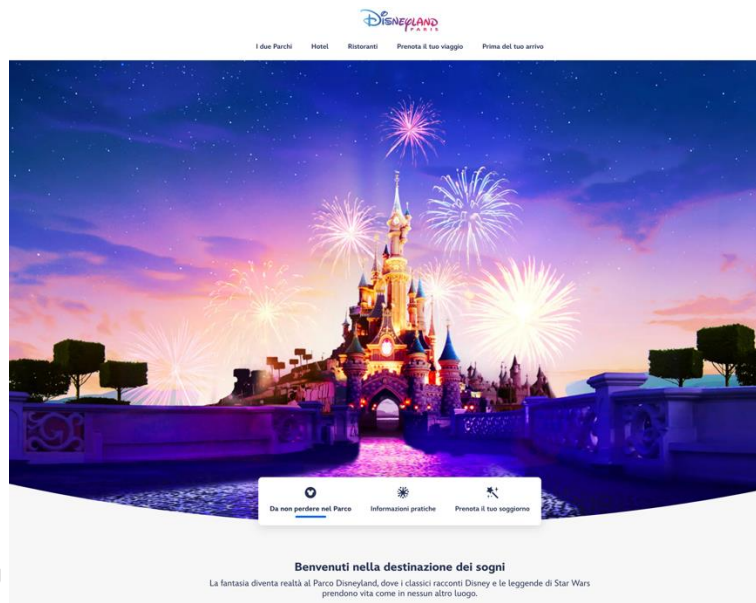 Disneyland
PARIS
I due Parchi Hotel Ristoranti Prenota il tuo viaggio Prima del tuo arrivo
Da non perdere nel Parco Informazioni pratiche Prenota il tuo soggiorno
Benvenuti nella destinazione dei sogni
La fantasia diventa realtà al Parco Disneyland, dove i classici racconti Disney e le leggende di Star Wars
prendono vita come in nessun altro luogo.